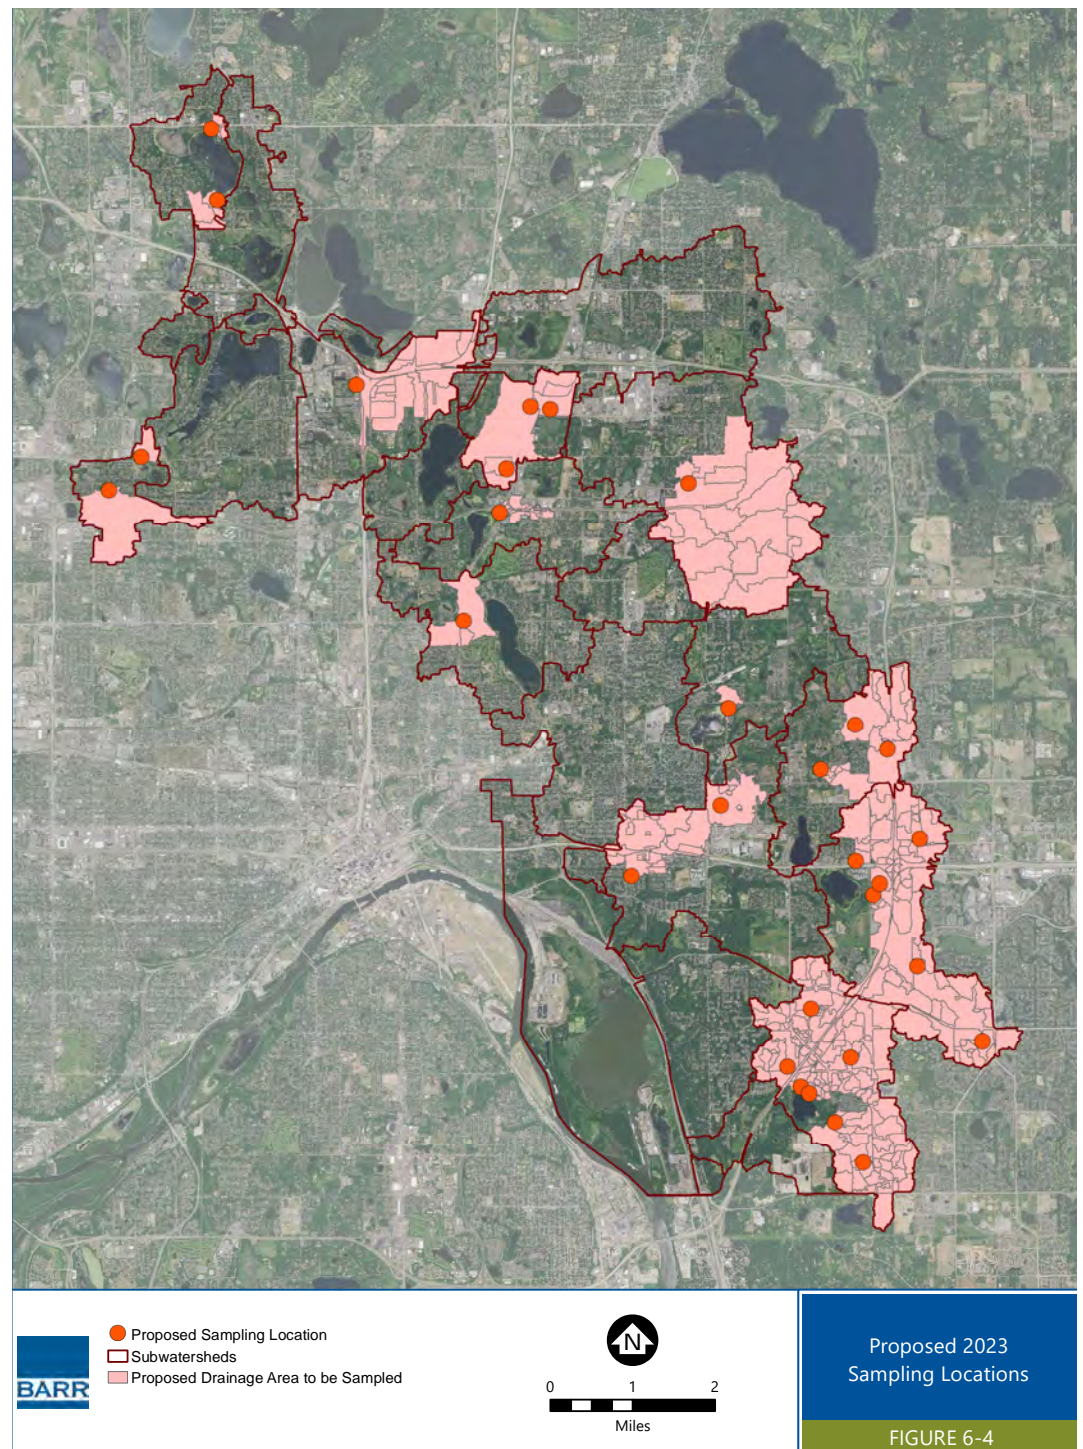 Proposed Sampling Location
Subwatersheds
Proposed Drainage Area to be Sampled
BARR
N
0 1 2
Miles
Proposed 2023
Sampling Locations
FIGURE 6-4